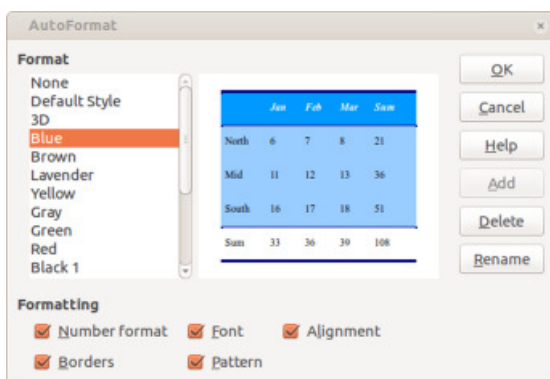 AutoFormat
Format
None
Default Style
3D
Blue
Brown
Lavender
Yellow
Gray
Green
Red
Black 1
Jan Feb Mar Sum
North 6 7 8 21
Mid 11 12 13 36
South 16 17 18 51
Sum 33 36 39 108
OK
Cancel
Help
Add
Delete
Rename
Formatting
Number format Font Alignment
Borders Pattern